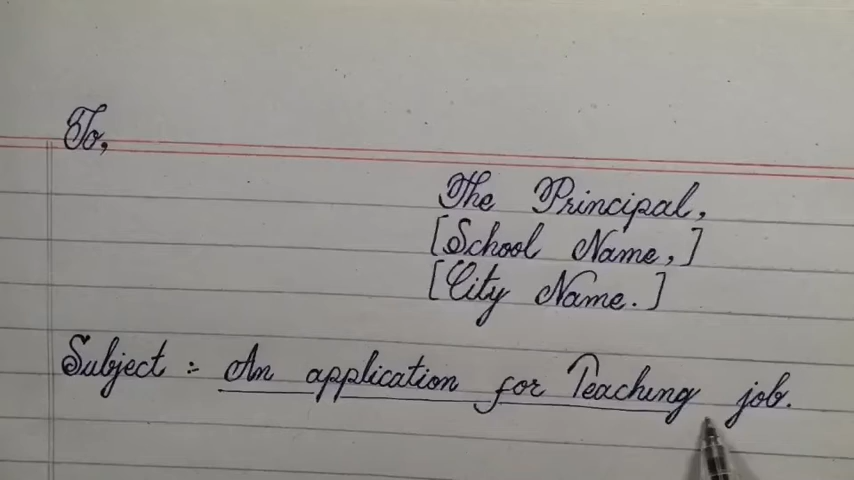 To,
The Principal,
[School Name,]
[City Name.]
Subject :- An application for Teaching job.